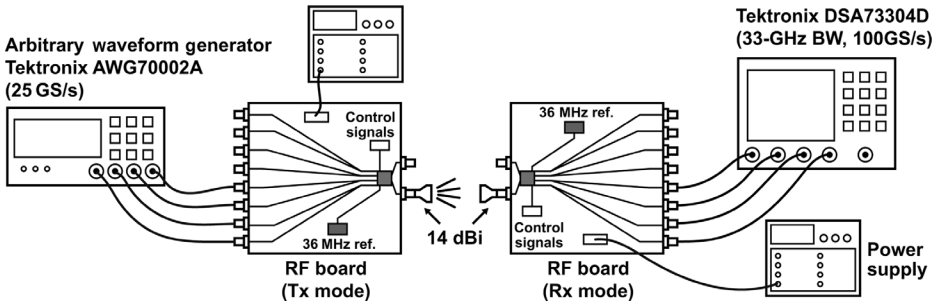 Arbitrary waveform generator
Tektronix AWG70002A
(25 GS/s)
Control
signals
36 MHz ref.
RF board
(Tx mode)
14 dBi
36 MHz ref.
Control
signals
RF board
(Rx mode)
Tektronix DSA73304D
(33-GHz BW, 100GS/s)
Power
supply